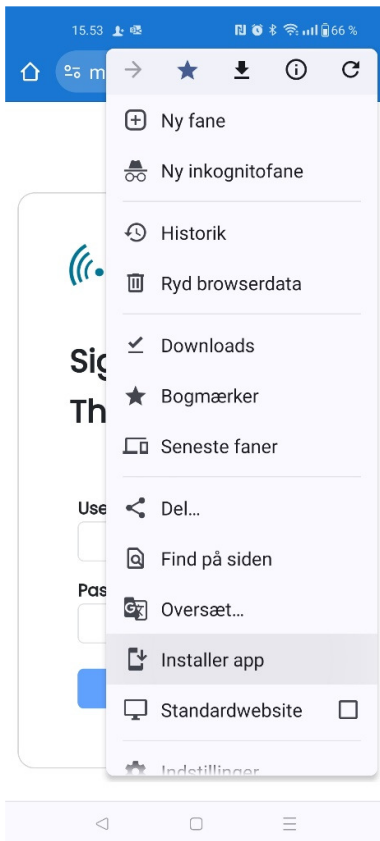 15.53
66 %
m
Ny fane
Ny inkognitofane
Historik
Ryd browserdata
Sig
Downloads
Th
Bogmærker
Seneste faner
Use
Del...
Find på siden
Pas
Oversæt...
Installer app
Standardwebsite
Indstillinger